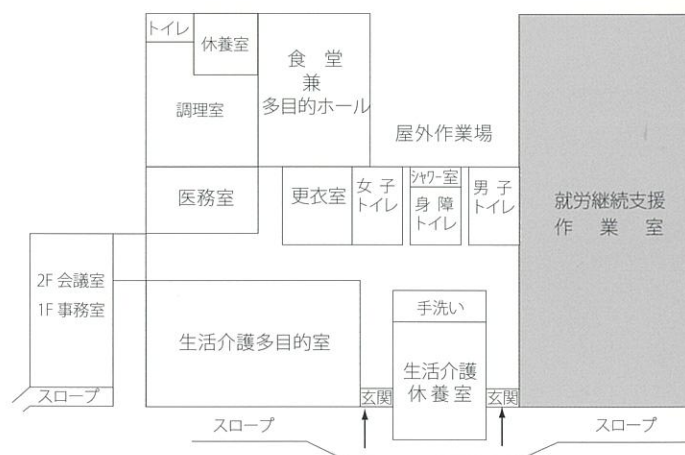 トイレ
休養室
食堂
兼
多目的ホール
調理室
屋外作業場
医務室
更衣室
女子
トイレ
シャワー室
身障
トイレ
男子
トイレ
就労継続支援
作業室
2F 会議室
1F 事務室
手洗い
生活介護多目的室
生活介護
休養室
スロープ
玄関
玄関
スロープ
スロープ